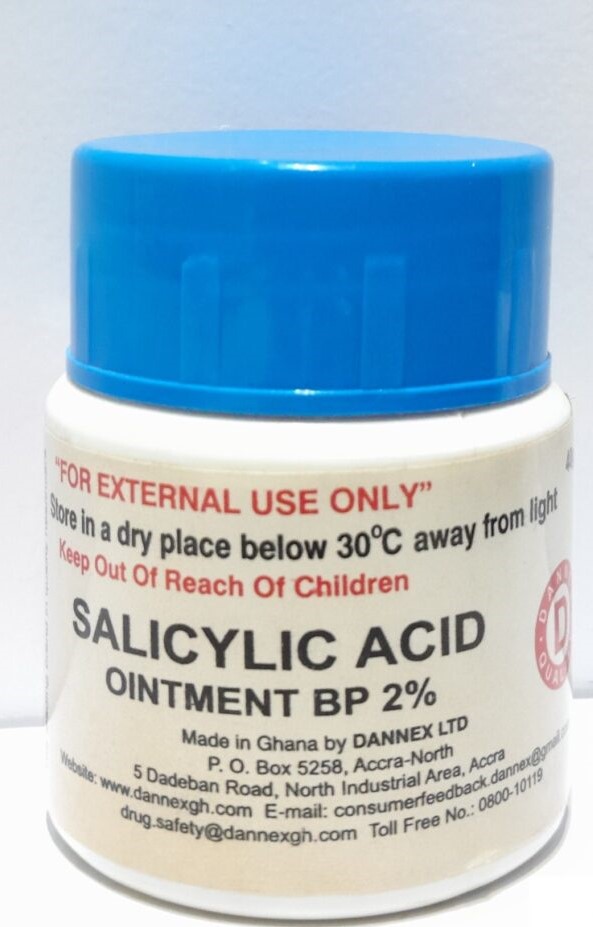 "FOR EXTERNAL USE ONLY"
Store in a dry place below 30°C away from light
Keep Out Of Reach Of Children
SALICYLIC ACID
OINTMENT BP 2%
Made in Ghana by DANNEX LTD
P. O. Box 5258, Accra-North
5 Dadeban Road, North Industrial Area, Accra
Website: www.dannexgh.com E-mail: consumerfeedback.dannex@gmail.
drug.safety@dannexgh.com Toll Free No.: 0800-10119
D